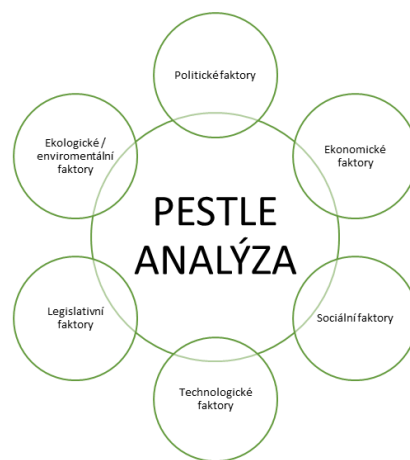 Politické faktory
Ekologické /
enviromentální
faktory
Ekonomické
faktory
PESTLE
ANALÝZA
Legislativní
faktory
Sociální faktory
Technologické
faktory